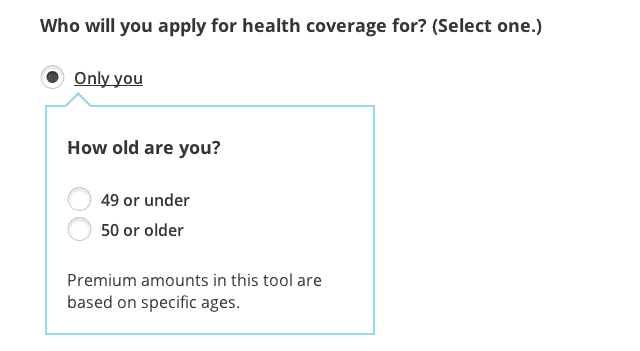 Who will you apply for health coverage for? (Select one.)
Only you
How old are you?
49 or under
50 or older
Premium amounts in this tool are
based on specific ages.